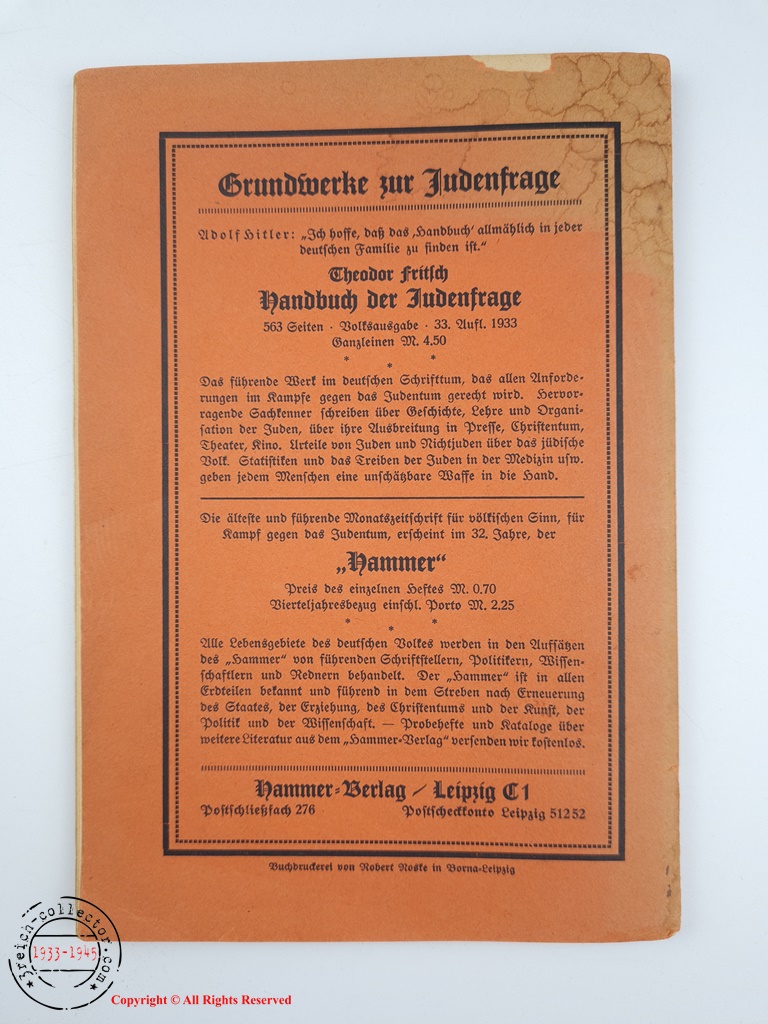 Grundwerke zur Judenfrage
Adolf Hitler: „Ich hoffe, daß das ‚Handbuch‘ allmählich in jeder
deutschen Familie zu finden ist.“
Theodor Fritsch
Handbuch der Judenfrage
563 Seiten · Volksausgabe · 33. Aufl. 1933
Ganzleinen M. 4.50
* * *
Das führende Werk im deutschen Schrifttum, das allen Anforde-
rungen im Kampfe gegen das Judentum gerecht wird. Hervor-
ragende Sachkenner schreiben über Geschichte, Lehre und Organi-
sation der Juden, über ihre Ausbreitung in Presse, Christentum,
Theater, Kino. Urteile von Juden und Nichtjuden über das jüdische
Volk. Statistiken und das Treiben der Juden in der Medizin usw.
geben jedem Menschen eine unschätzbare Waffe in die Hand.
Die älteste und führende Monatszeitschrift für völkischen Sinn, für
Kampf gegen das Judentum, erscheint im 32. Jahre, der
„Hammer“
Preis des einzelnen Heftes M. 0.70
Vierteljahresbezug einschl. Porto M. 2.25
* * *
Alle Lebensgebiete des deutschen Volkes werden in den Aufsätzen
des „Hammer“ von führenden Schriftstellern, Politikern, Wissen-
schaftlern und Rednern behandelt. Der „Hammer“ ist in allen
Erdteilen bekannt und führend in dem Streben nach Erneuerung
des Staates, der Erziehung, des Christentums und der Kunst, der
Politik und der Wissenschaft. — Probehefte und Kataloge über
weitere Literatur aus dem „Hammer-Verlag“ versenden wir kostenlos.
Hammer-Verlag / Leipzig C 1
Postschließfach 276 Postscheckkonto Leipzig 512 52
Buchdruckerei von Robert Noske in Borna-Leipzig
3reich-collector.com
1933-1945
Copyright © All Rights Reserved